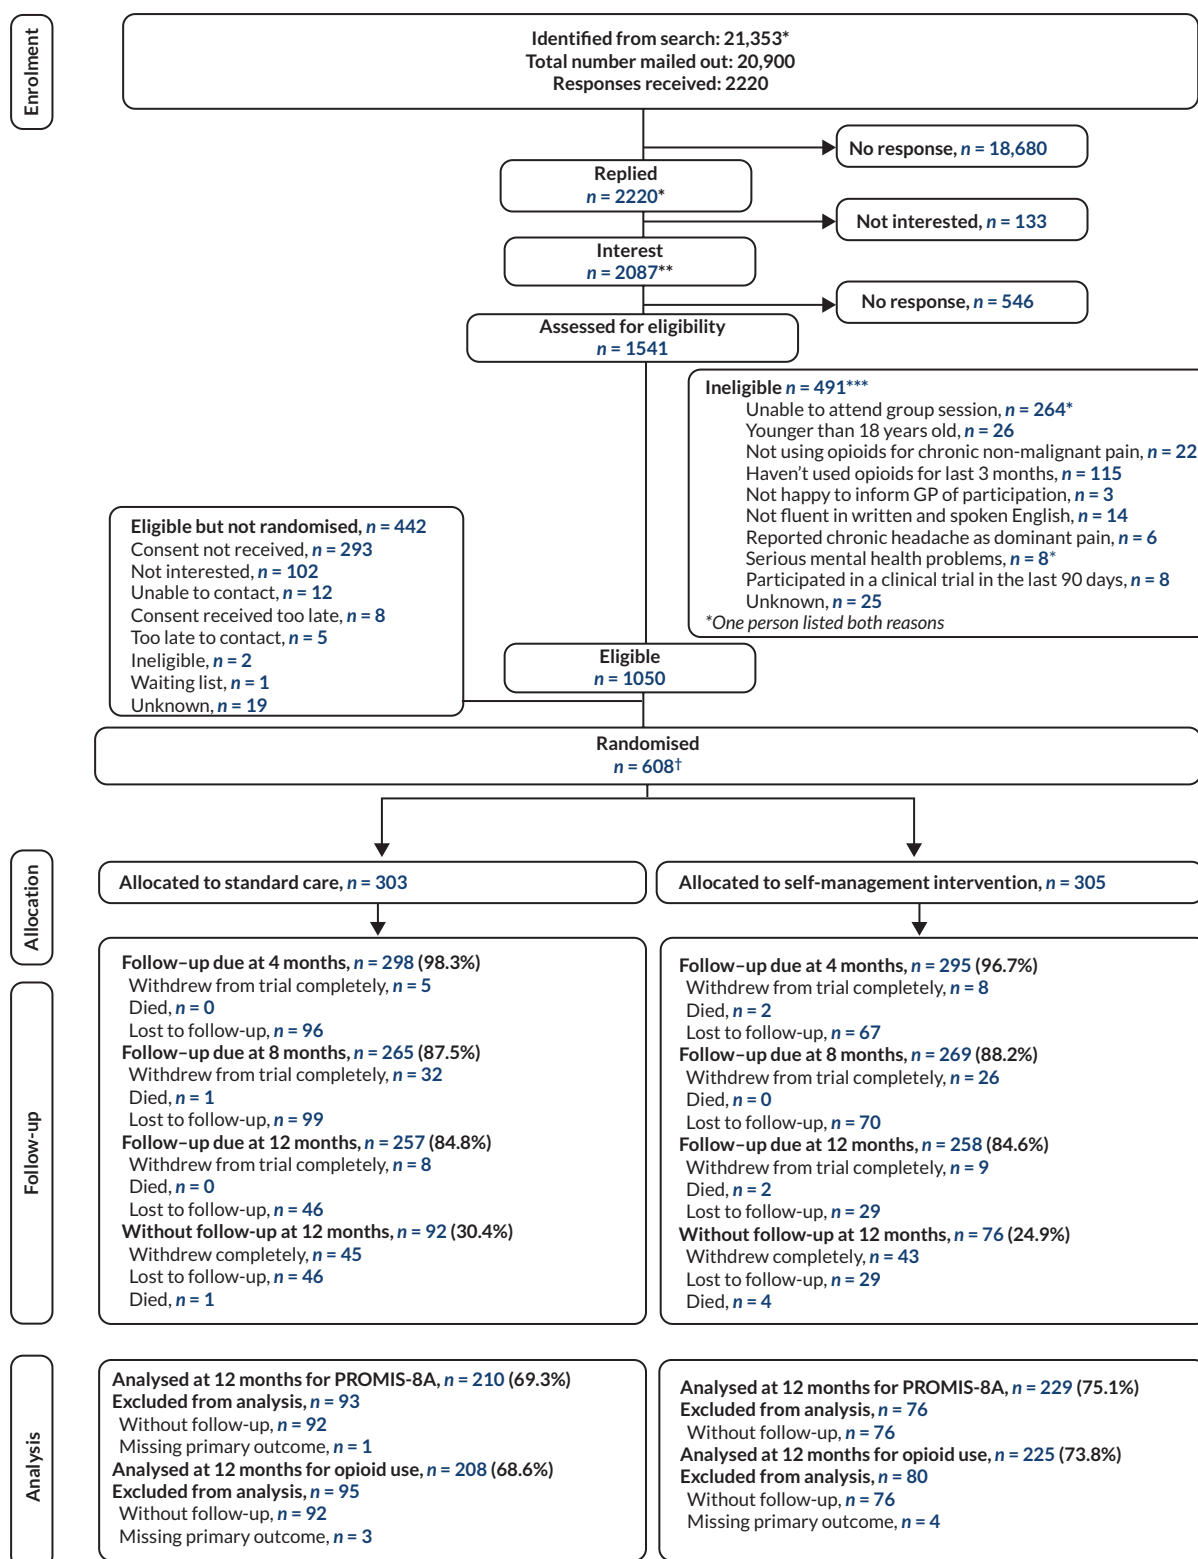 Enrolment
Identified from search: 21,353*
Total number mailed out: 20,900
Responses received: 2220
No response, n = 18,680
Replied
n = 2220*
Not interested, n = 133
Interest
n = 2087**
No response, n = 546
Assessed for eligibility
n = 1541
Ineligible n = 491***
Unable to attend group session, n = 264*
Younger than 18 years old, n = 26
Not using opioids for chronic non-malignant pain, n = 22
Haven't used opioids for last 3 months, n = 115
Not happy to inform GP of participation, n = 3
Not fluent in written and spoken English, n = 14
Reported chronic headache as dominant pain, n = 6
Serious mental health problems, n = 8*
Participated in a clinical trial in the last 90 days, n = 8
Unknown, n = 25
*One person listed both reasons
Eligible but not randomised, n = 442
Consent not received, n = 293
Not interested, n = 102
Unable to contact, n = 12
Consent received too late, n = 8
Too late to contact, n = 5
Ineligible, n = 2
Waiting list, n = 1
Unknown, n = 19
Eligible
n = 1050
Randomised
n = 608†
Allocation
Allocated to standard care, n = 303
Allocated to self-management intervention, n = 305
Follow-up
Follow–up due at 4 months, n = 298 (98.3%)
Withdrew from trial completely, n = 5
Died, n = 0
Lost to follow-up, n = 96
Follow–up due at 8 months, n = 265 (87.5%)
Withdrew from trial completely, n = 32
Died, n = 1
Lost to follow-up, n = 99
Follow–up due at 12 months, n = 257 (84.8%)
Withdrew from trial completely, n = 8
Died, n = 0
Lost to follow-up, n = 46
Without follow-up at 12 months, n = 92 (30.4%)
Withdrew completely, n = 45
Lost to follow-up, n = 46
Died, n = 1
Follow–up due at 4 months, n = 295 (96.7%)
Withdrew from trial completely, n = 8
Died, n = 2
Lost to follow-up, n = 67
Follow–up due at 8 months, n = 269 (88.2%)
Withdrew from trial completely, n = 26
Died, n = 0
Lost to follow-up, n = 70
Follow–up due at 12 months, n = 258 (84.6%)
Withdrew from trial completely, n = 9
Died, n = 2
Lost to follow-up, n = 29
Without follow-up at 12 months, n = 76 (24.9%)
Withdrew completely, n = 43
Lost to follow-up, n = 29
Died, n = 4
Analysis
Analysed at 12 months for PROMIS-8A, n = 210 (69.3%)
Excluded from analysis, n = 93
Without follow-up, n = 92
Missing primary outcome, n = 1
Analysed at 12 months for opioid use, n = 208 (68.6%)
Excluded from analysis, n = 95
Without follow-up, n = 92
Missing primary outcome, n = 3
Analysed at 12 months for PROMIS-8A, n = 229 (75.1%)
Excluded from analysis, n = 76
Without follow-up, n = 76
Analysed at 12 months for opioid use, n = 225 (73.8%)
Excluded from analysis, n = 80
Without follow-up, n = 76
Missing primary outcome, n = 4